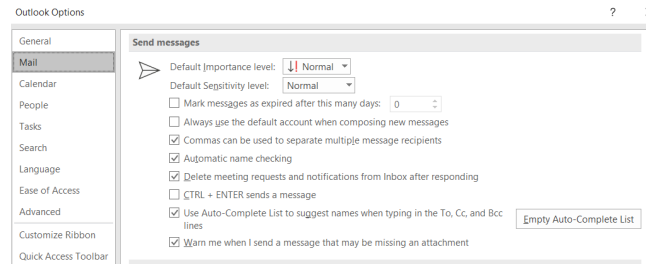 Outlook Options ?
General
Mail
Calendar
People
Tasks
Search
Language
Ease of Access
Advanced
Customize Ribbon
Quick Access Toolbar
Send messages
Default Importance level: Normal
Default Sensitivity level: Normal
Mark messages as expired after this many days: 0
Always use the default account when composing new messages
Commas can be used to separate multiple message recipients
Automatic name checking
Delete meeting requests and notifications from Inbox after responding
CTRL + ENTER sends a message
Use Auto-Complete List to suggest names when typing in the To, Cc, and Bcc
lines
Empty Auto-Complete List
Warn me when I send a message that may be missing an attachment